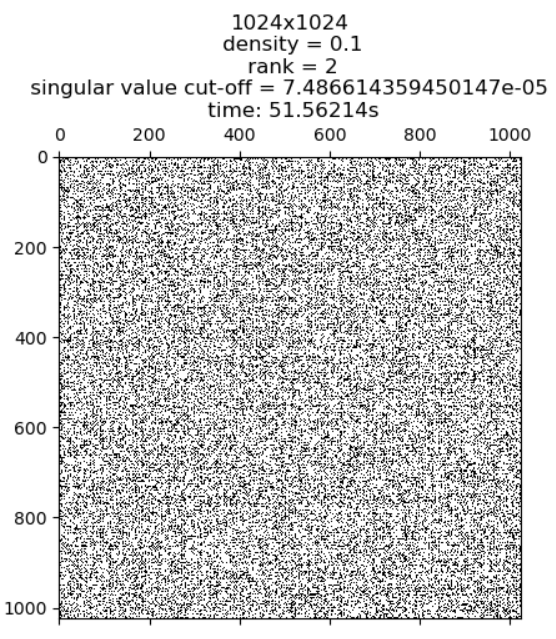 1024x1024
density = 0.1
rank = 2
singular value cut-off = 7.486614359450147e-05
time: 51.56214s
0 200 400 600 800 1000
0
200
400
600
800
1000